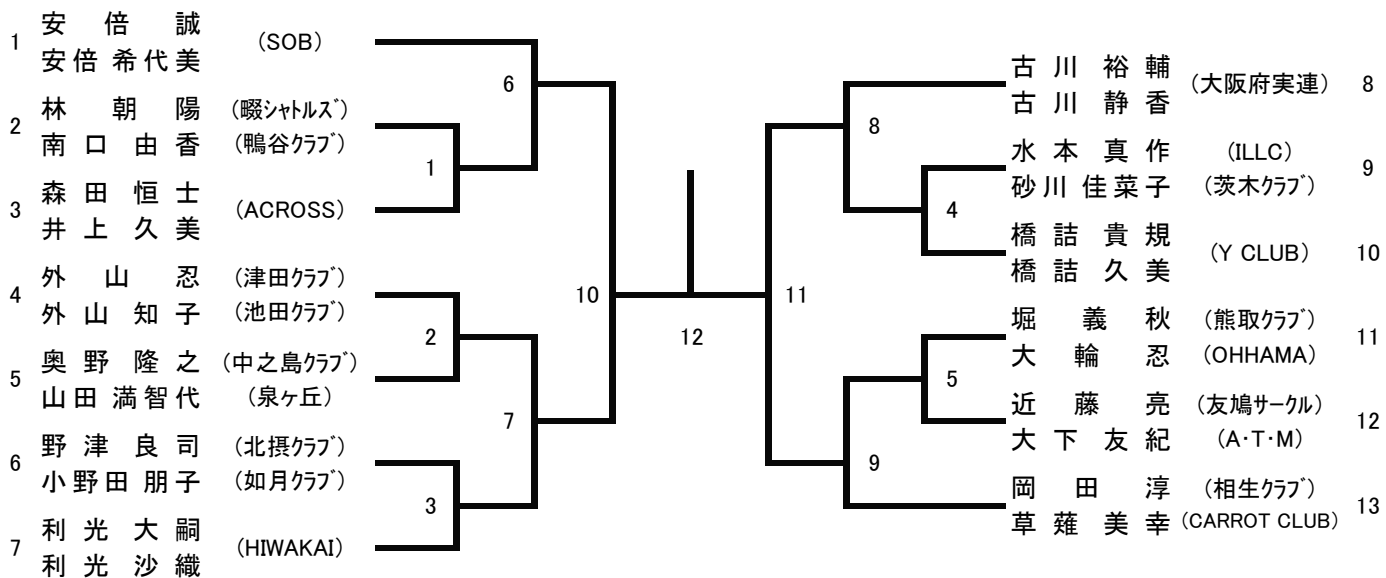 1 安倍誠 (SOB)
安倍希代美
2 林朝陽 (畷ｼｬﾄﾙｽﾞ)
南口由香 (鴨谷ｸﾗﾌﾞ)
3 森田恒士 (ACROSS)
井上久美
4 外山忍 (津田ｸﾗﾌﾞ)
外山知子 (池田ｸﾗﾌﾞ)
5 奥野隆之 (中之島ｸﾗﾌﾞ)
山田満智代 (泉ヶ丘)
6 野津良司 (北摂ｸﾗﾌﾞ)
小野田朋子 (如月ｸﾗﾌﾞ)
7 利光大嗣 (HIWAKAI)
利光沙織
6
1
2
7
3
10
12
11
8
4
5
9
古川裕輔 (大阪府実連) 8
古川静香
水本真作 (ILLC) 9
砂川佳菜子 (茨木ｸﾗﾌﾞ)
橋詰貴規 (Y CLUB) 10
橋詰久美
堀義秋 (熊取ｸﾗﾌﾞ) 11
大輪忍 (OHHAMA)
近藤亮 (友鳩ｻｰｸﾙ) 12
大下友紀 (A･T･M)
岡田淳 (相生ｸﾗﾌﾞ) 13
草薙美幸 (CARROT CLUB)